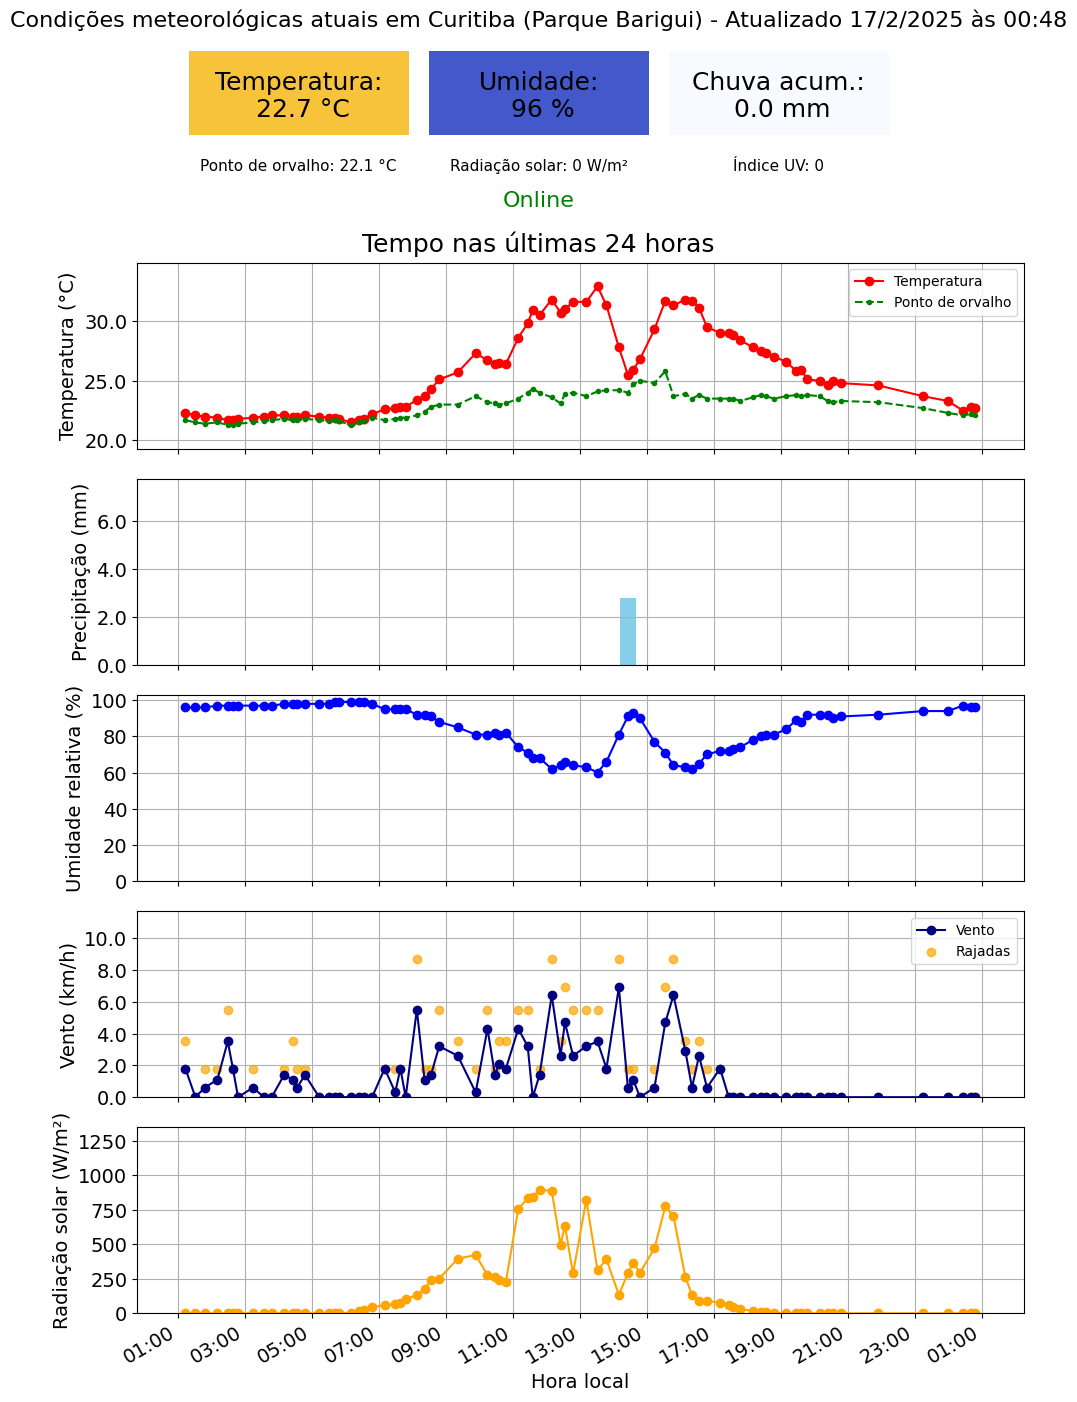 Condições meteorológicas atuais em Curitiba (Parque Barigui) - Atualizado 17/2/2025 às 00:48
Temperatura:
22.7 °C
Umidade:
96 %
Chuva acum.:
0.0 mm
Ponto de orvalho: 22.1 °C
Radiação solar: 0 W/m²
Índice UV: 0
Online
Tempo nas últimas 24 horas
Temperatura (°C)
30.0
25.0
20.0
Temperatura
Ponto de orvalho
Precipitação (mm)
6.0
4.0
2.0
0.0
Umidade relativa (%)
100
80
60
40
20
0
Vento (km/h)
10.0
8.0
6.0
4.0
2.0
0.0
Vento
Rajadas
Radiação solar (W/m²)
1250
1000
750
500
250
0
01:00
03:00
05:00
07:00
09:00
11:00
13:00
15:00
17:00
19:00
21:00
23:00
01:00
Hora local